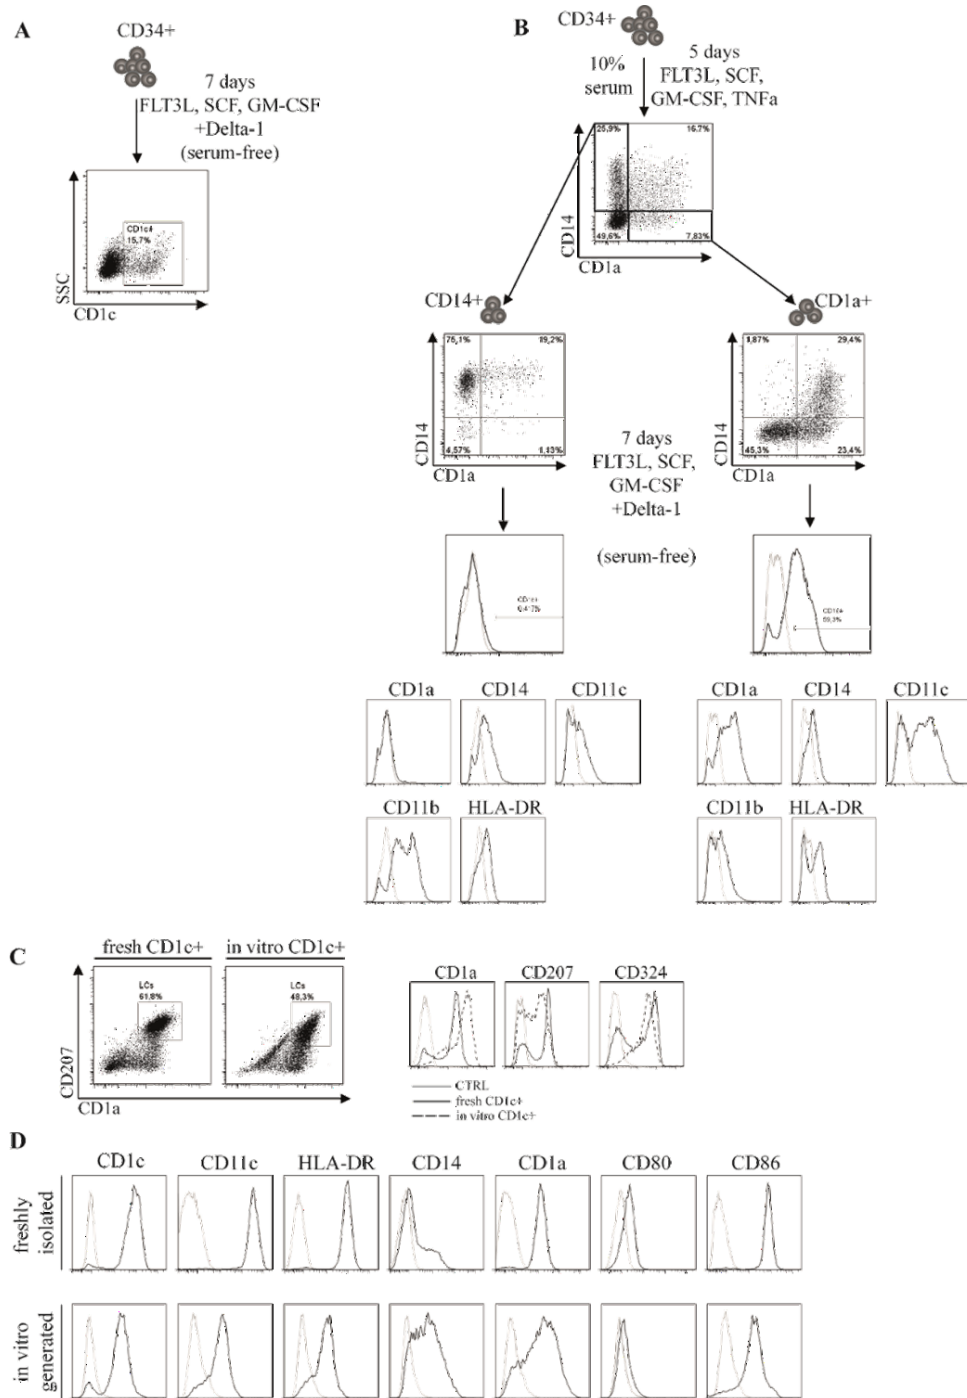 A
CD34+
7 days
FLT3L, SCF, GM-CSF
+Delta-1
(serum-free)
CD1c+
15,7%
SSC
CD1c
B
CD34+
10%
serum
5 days
FLT3L, SCF,
GM-CSF, TNFa
25,9%
16,7%
49,6%
7,83%
CD14
CD1a
CD14+
CD1a+
75,1%
19,2%
4,57%
1,13%
CD14
CD1a
1,87%
29,4%
45,3%
23,4%
CD14
CD1a
7 days
FLT3L, SCF,
GM-CSF
+Delta-1
(serum-free)
0,417%
59,3%
CD1a
CD14
CD11c
CD11b
HLA-DR
CD1a
CD14
CD11c
CD11b
HLA-DR
C
fresh CD1c+
in vitro CD1c+
LCs
61,8%
LCs
48,3%
CD207
CD1a
CD1a
CD207
CD324
CTRL
fresh CD1c+
in vitro CD1c+
D
CD1c
CD11c
HLA-DR
CD14
CD1a
CD80
CD86
freshly
isolated
in vitro
generated